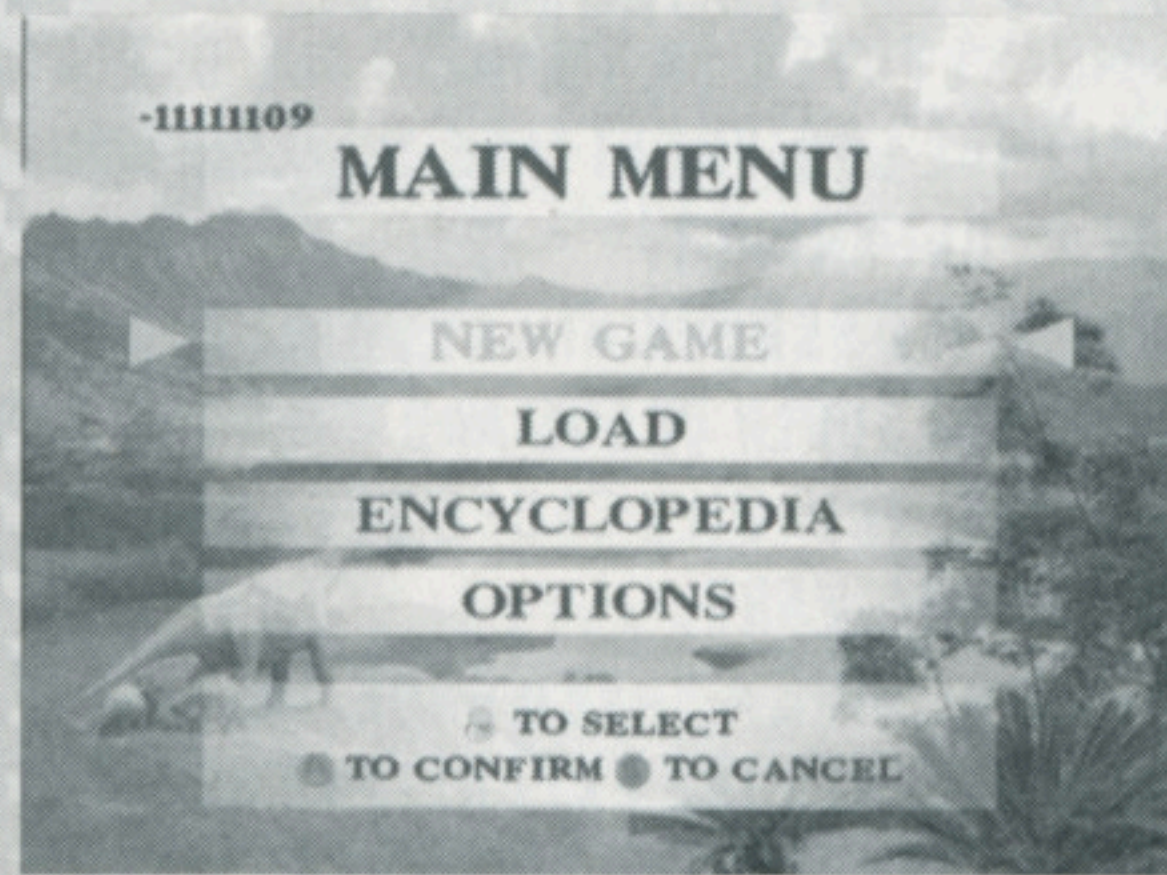 -11111109
MAIN MENU
NEW GAME
LOAD
ENCYCLOPEDIA
OPTIONS
TO SELECT
TO CONFIRM TO CANCEL